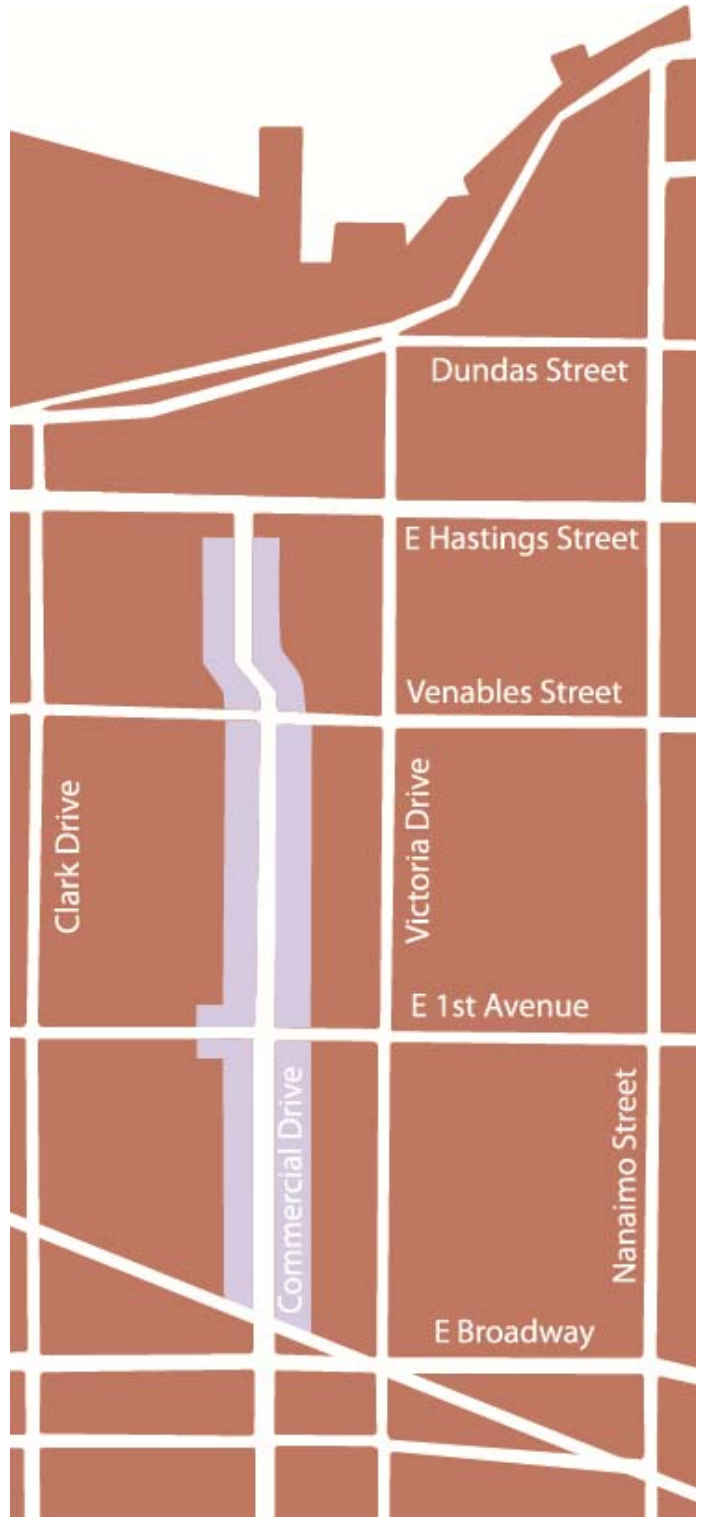 Dundas Street
E Hastings Street
Venables Street
Clark Drive
Victoria Drive
E 1st Avenue
Commercial Drive
Nanaimo Street
E Broadway